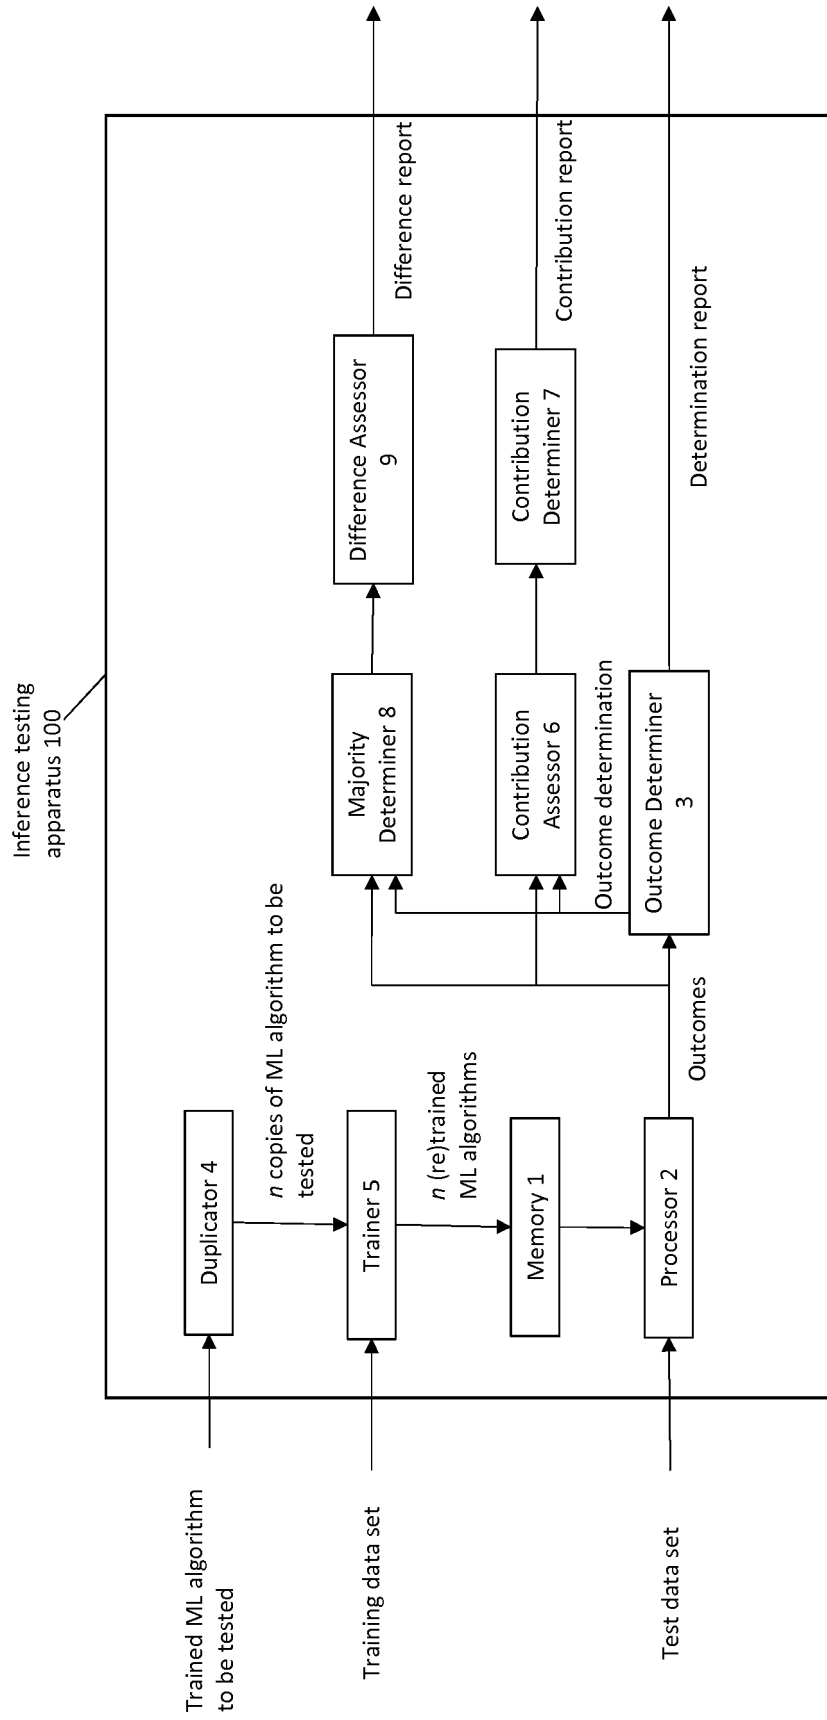 Inference testing
apparatus 100
Trained ML algorithm
to be tested
Duplicator 4
n copies of ML algorithm to be
tested
Training data set
Trainer 5
n (re)trained
ML algorithms
Memory 1
Test data set
Processor 2
Outcomes
Majority
Determiner 8
Difference Assessor
9
Difference report
Contribution
Assessor 6
Contribution
Determiner 7
Contribution report
Outcome determination
Outcome Determiner
3
Determination report